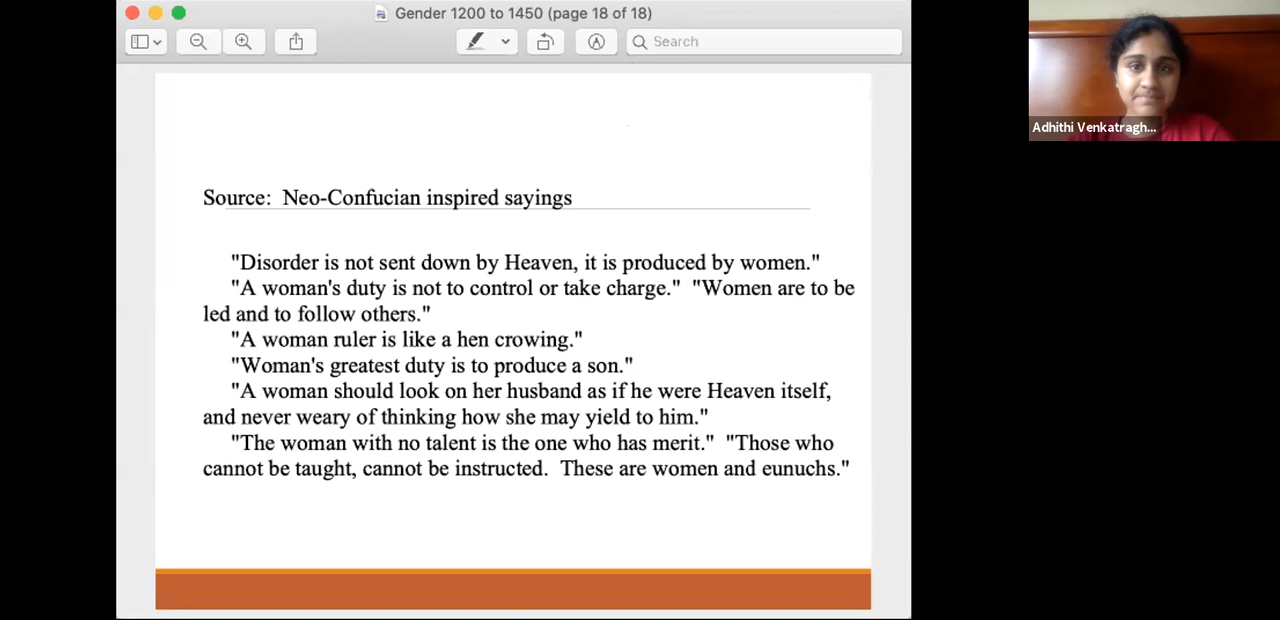 Gender 1200 to 1450 (page 18 of 18)
Search
Adhithi Venkatragh...
Source:  Neo-Confucian inspired sayings
"Disorder is not sent down by Heaven, it is produced by women."
"A woman's duty is not to control or take charge."  "Women are to be
led and to follow others."
"A woman ruler is like a hen crowing."
"Woman's greatest duty is to produce a son."
"A woman should look on her husband as if he were Heaven itself,
and never weary of thinking how she may yield to him."
"The woman with no talent is the one who has merit."  "Those who
cannot be taught, cannot be instructed.  These are women and eunuchs."